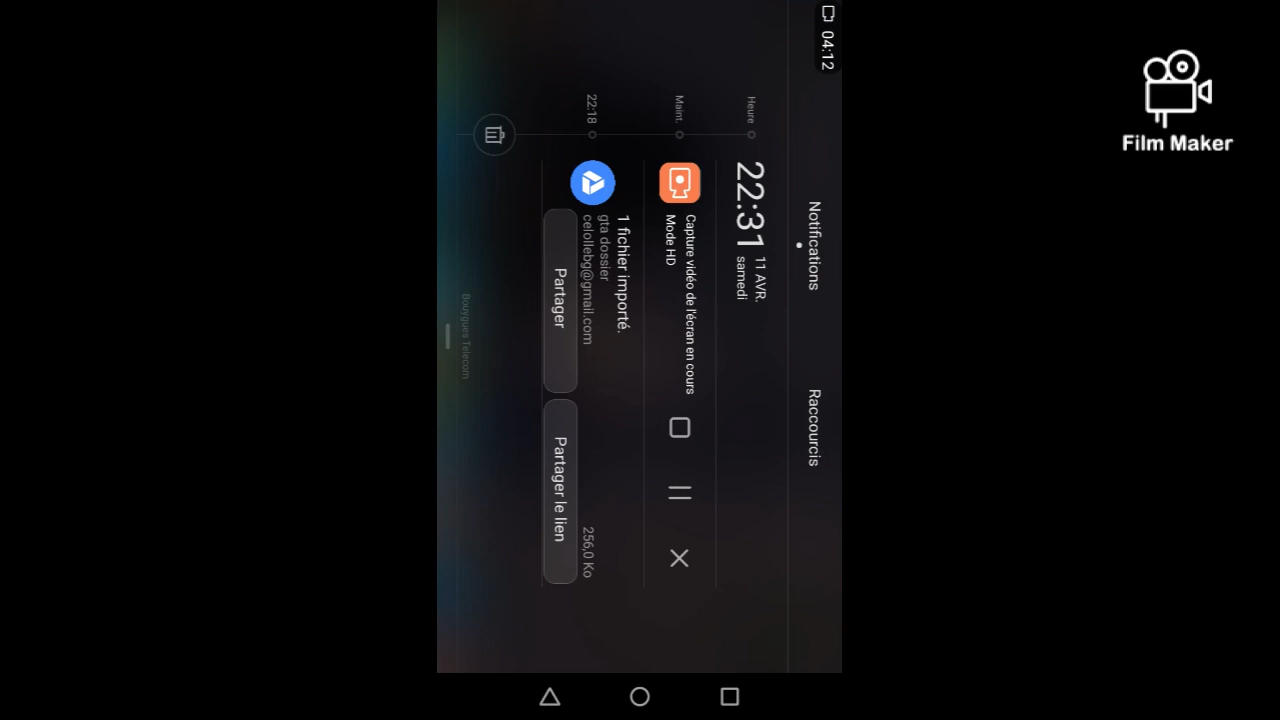 04:12
Notifications
Raccourcis
Heure
22:31
11 AVR.
samedi
Maint.
Capture vidéo de l'écran en cours
Mode HD
22:18
1 fichier importé.
gta dossier
celollebg@gmail.com
256,0 Ko
Partager
Partager le lien
Bouygues Telecom
Film Maker